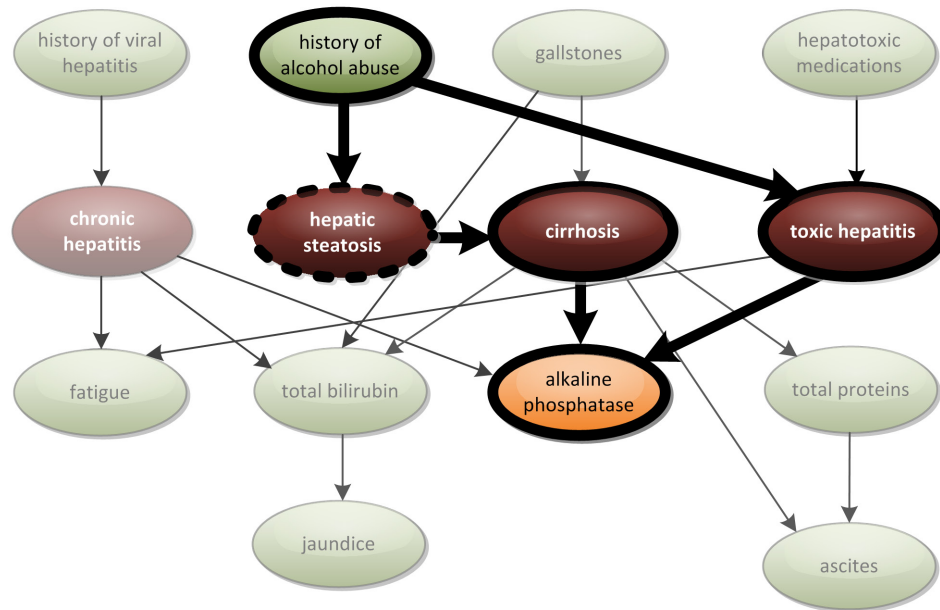 history of viral
hepatitis
history of
alcohol abuse
gallstones
hepatotoxic
medications
chronic
hepatitis
hepatic
steatosis
cirrhosis
toxic hepatitis
fatigue
total bilirubin
alkaline
phosphatase
total proteins
jaundice
ascites